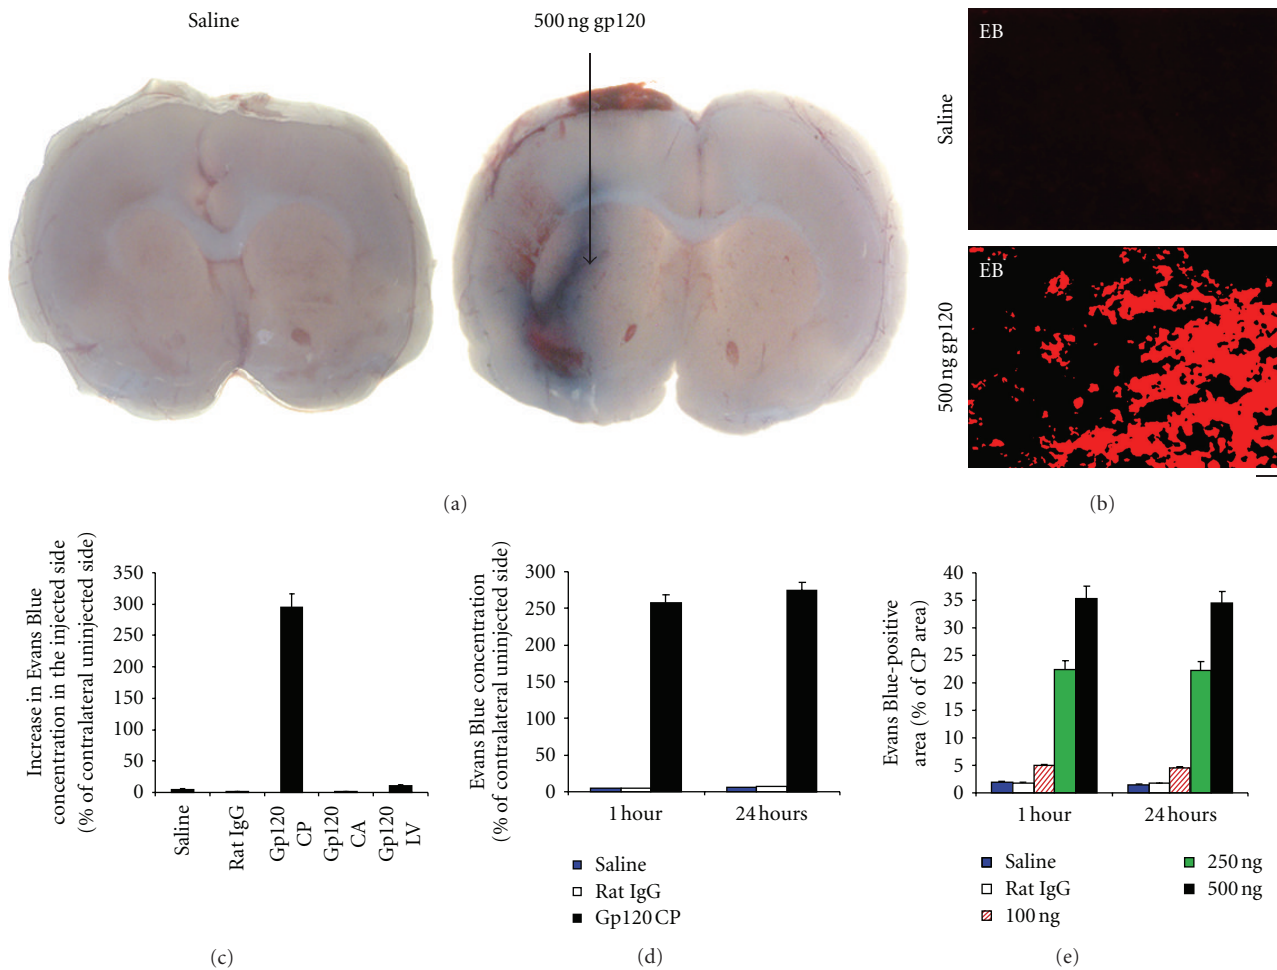 Saline
500 ng gp120
EB
Saline
EB
500 ng gp120
(a)
(b)
Increase in Evans Blue
concentration in the injected side
(% of contralateral uninjected side)
350
300
250
200
150
100
50
0
Saline
Rat IgG
Gp120
CP
Gp120
CA
Gp120
LV
(c)
Evans Blue concentration
(% of contralateral uninjected side)
300
250
200
150
100
50
0
1 hour
24 hours
Saline
Rat IgG
Gp120 CP
(d)
Evans Blue-positive
area (% of CP area)
40
35
30
25
20
15
10
5
0
1 hour
24 hours
Saline
Rat IgG
100 ng
250 ng
500 ng
(e)